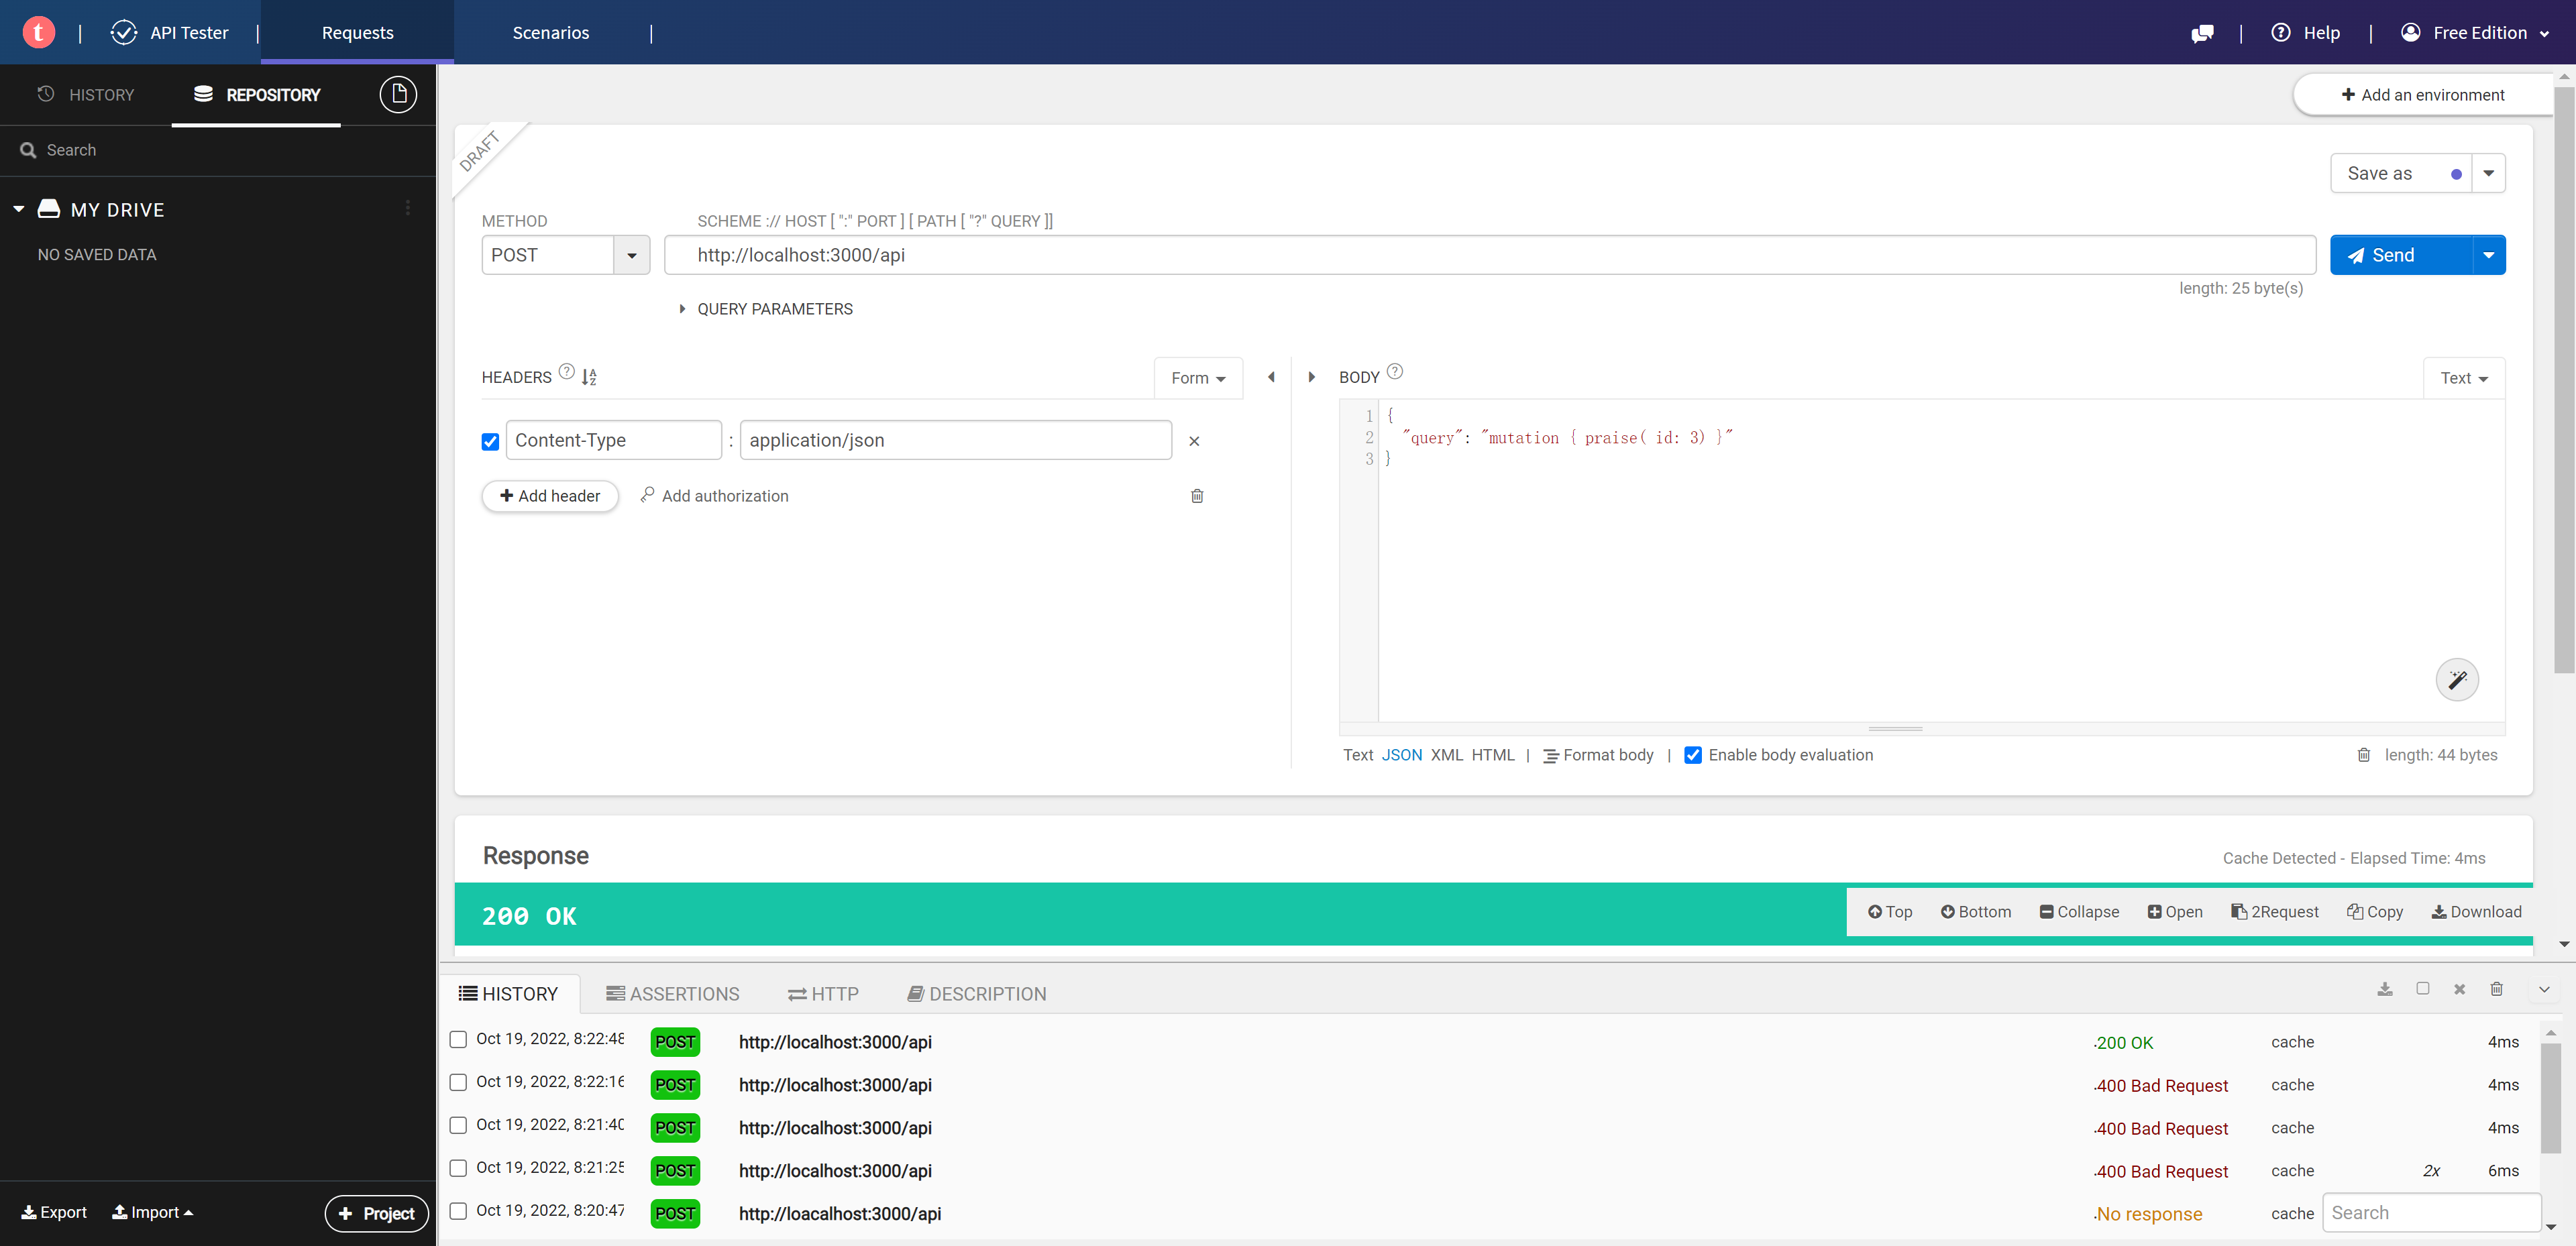 t | API Tester | Requests Scenarios | | Help | Free Edition
HISTORY REPOSITORY
Search
MY DRIVE
NO SAVED DATA
Export Import + Project
+ Add an environment
DRAFT
Save as
METHOD SCHEME :// HOST [ ":" PORT ] [ PATH [ "?" QUERY ]]
POST http://localhost:3000/api Send
length: 25 byte(s)
QUERY PARAMETERS
HEADERS ? Form
Content-Type : application/json ×
+ Add header Add authorization
BODY ? Text
1 {
2 "query": "mutation { praise( id: 3) }"
3 }
Text JSON XML HTML | Format body | Enable body evaluation length: 44 bytes
Response Cache Detected - Elapsed Time: 4ms
200 OK Top Bottom Collapse Open 2Request Copy Download
HISTORY ASSERTIONS HTTP DESCRIPTION
Oct 19, 2022, 8:22:48 POST http://localhost:3000/api .200 OK cache 4ms
Oct 19, 2022, 8:22:16 POST http://localhost:3000/api .400 Bad Request cache 4ms
Oct 19, 2022, 8:21:40 POST http://localhost:3000/api .400 Bad Request cache 4ms
Oct 19, 2022, 8:21:25 POST http://localhost:3000/api .400 Bad Request cache 2x 6ms
Oct 19, 2022, 8:20:47 POST http://loacalhost:3000/api .No response cache Search